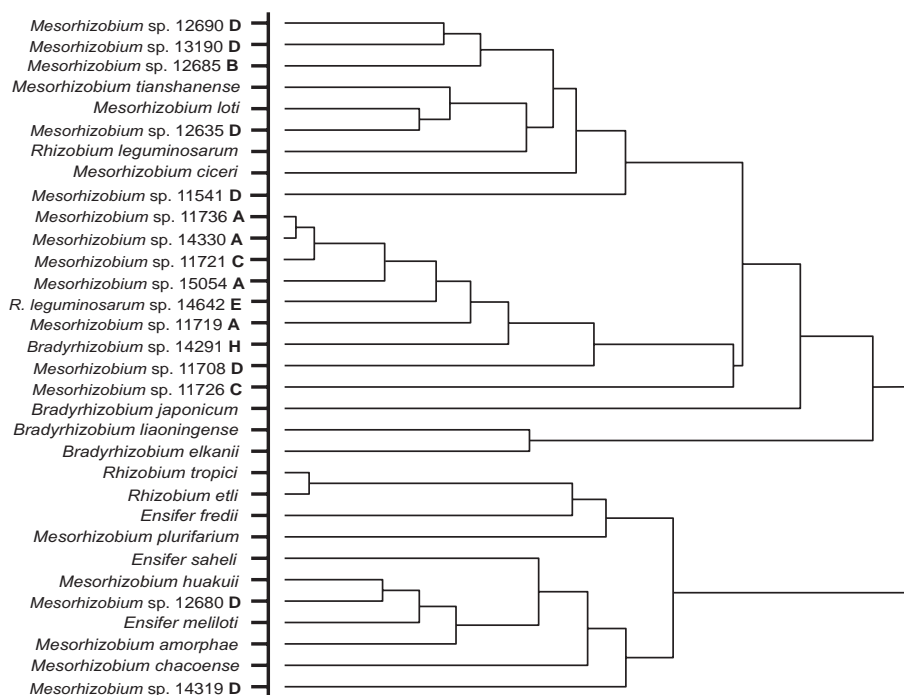 Mesorhizobium sp. 12690 D
Mesorhizobium sp. 13190 D
Mesorhizobium sp. 12685 B
Mesorhizobium tianshanense
Mesorhizobium loti
Mesorhizobium sp. 12635 D
Rhizobium leguminosarum
Mesorhizobium ciceri
Mesorhizobium sp. 11541 D
Mesorhizobium sp. 11736 A
Mesorhizobium sp. 14330 A
Mesorhizobium sp. 11721 C
Mesorhizobium sp. 15054 A
R. leguminosarum sp. 14642 E
Mesorhizobium sp. 11719 A
Bradyrhizobium sp. 14291 H
Mesorhizobium sp. 11708 D
Mesorhizobium sp. 11726 C
Bradyrhizobium japonicum
Bradyrhizobium liaoningense
Bradyrhizobium elkanii
Rhizobium tropici
Rhizobium etli
Ensifer fredii
Mesorhizobium plurifarium
Ensifer saheli
Mesorhizobium huakuii
Mesorhizobium sp. 12680 D
Ensifer meliloti
Mesorhizobium amorphae
Mesorhizobium chacoense
Mesorhizobium sp. 14319 D